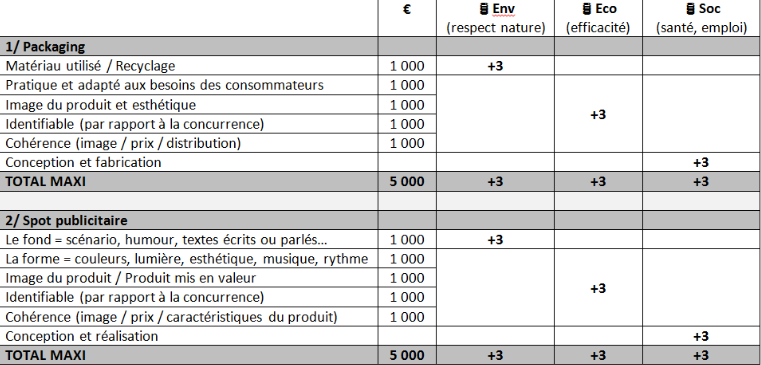 € Env Eco Soc
(respect nature) (efficacité) (santé, emploi)
1/ Packaging
Matériau utilisé / Recyclage 1 000 +3
Pratique et adapté aux besoins des consommateurs 1 000
Image du produit et esthétique 1 000
+3
Identifiable (par rapport à la concurrence) 1 000
Cohérence (image / prix / distribution) 1 000
Conception et fabrication +3
TOTAL MAXI 5 000 +3 +3 +3
2/ Spot publicitaire
Le fond = scénario, humour, textes écrits ou parlés... 1 000 +3
La forme = couleurs, lumière, esthétique, musique, rythme 1 000
Image du produit / Produit mis en valeur 1 000
+3
Identifiable (par rapport à la concurrence) 1 000
Cohérence (image / prix / caractéristiques du produit) 1 000
Conception et réalisation +3
TOTAL MAXI 5 000 +3 +3 +3